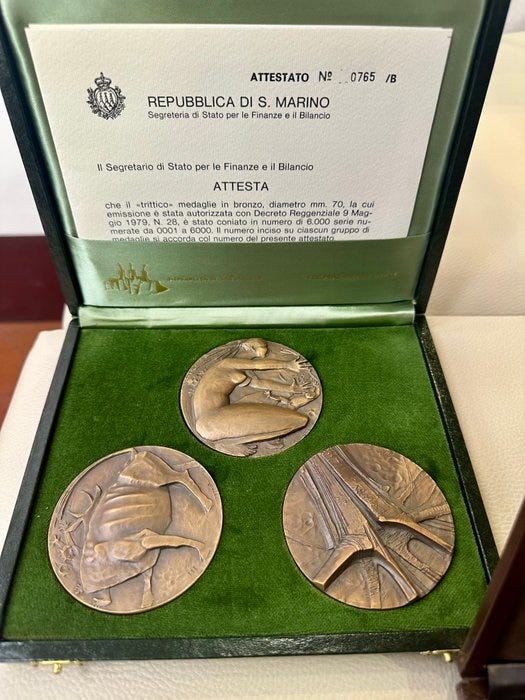 ATTESTATO Nº 0765 /B
REPUBBLICA DI S. MARINO
Segreteria di Stato per le Finanze e il Bilancio
Il Segretario di Stato per le Finanze e il Bilancio
ATTESTA
che il «trittico» medaglie in bronzo, diametro mm. 70, la cui
emissione è stata autorizzata con Decreto Reggenziale 9 Mag-
gio 1979, N. 28, è stato coniato in numero di 6.000 serie nu-
merate da 0001 a 6000. Il numero inciso su ciascun gruppo di
medaglie si accorda col numero del presente attestato.